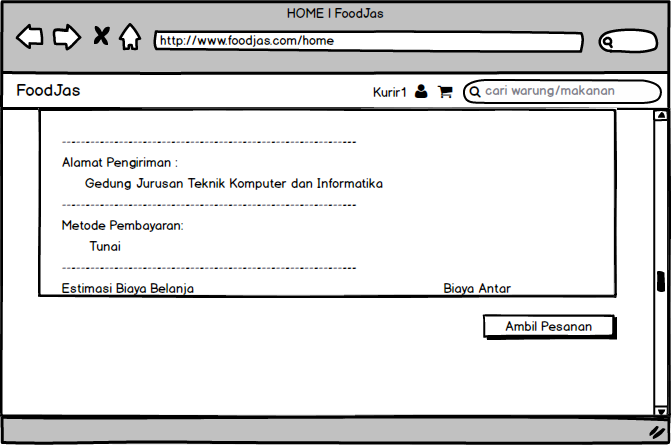 HOME | FoodJas
http://www.foodjas.com/home
FoodJas
Kurir1
cari warung/makanan
------------------------------------------------
Alamat Pengiriman :
Gedung Jurusan Teknik Komputer dan Informatika
------------------------------------------------
Metode Pembayaran:
Tunai
------------------------------------------------
Estimasi Biaya Belanja Biaya Antar
Ambil Pesanan